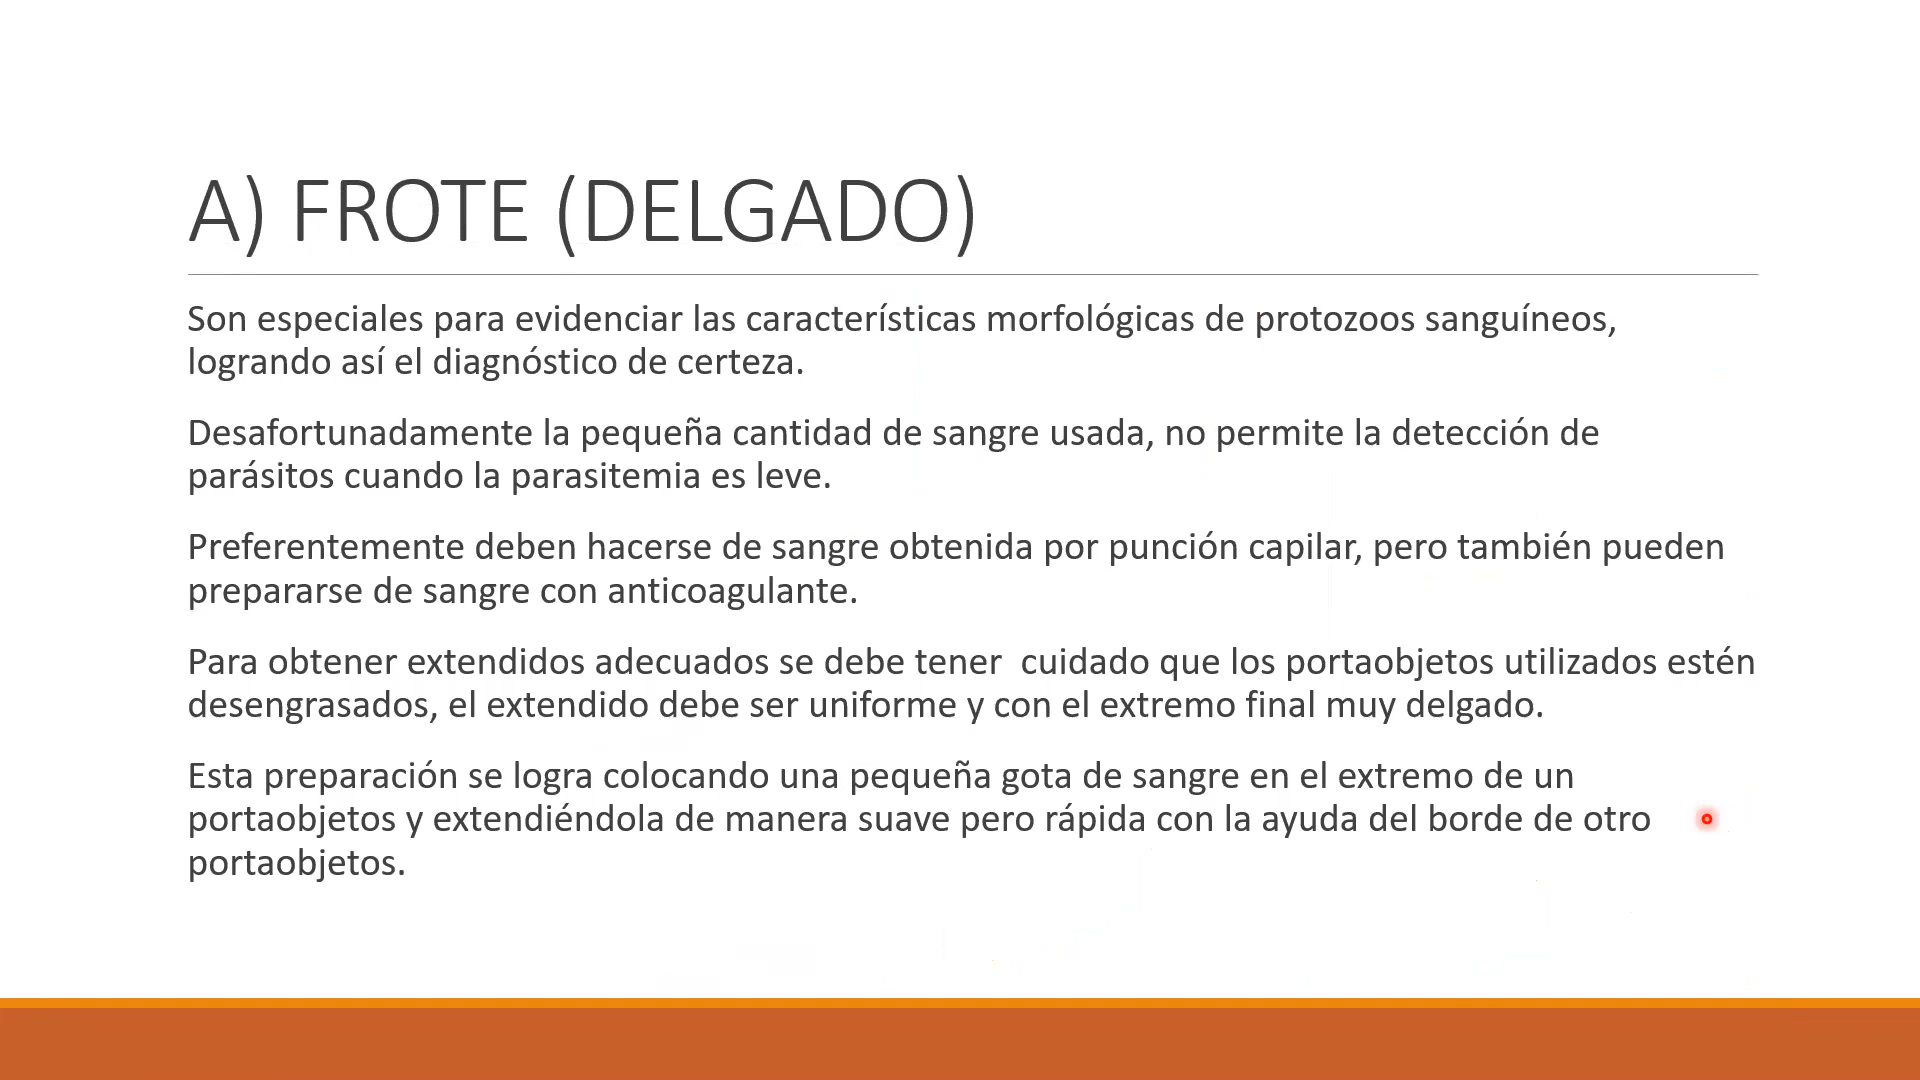 A) FROTE (DELGADO)
Son especiales para evidenciar las características morfológicas de protozoos sanguíneos,
logrando así el diagnóstico de certeza.
Desafortunadamente la pequeña cantidad de sangre usada, no permite la detección de
parásitos cuando la parasitemia es leve.
Preferentemente deben hacerse de sangre obtenida por punción capilar, pero también pueden
prepararse de sangre con anticoagulante.
Para obtener extendidos adecuados se debe tener  cuidado que los portaobjetos utilizados estén
desengrasados, el extendido debe ser uniforme y con el extremo final muy delgado.
Esta preparación se logra colocando una pequeña gota de sangre en el extremo de un
portaobjetos y extendiéndola de manera suave pero rápida con la ayuda del borde de otro
portaobjetos.